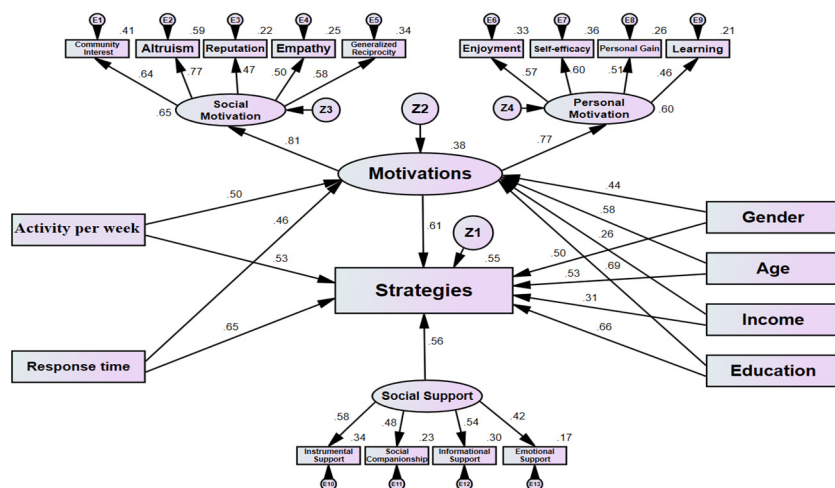 E1 E2 E3 E4 E5 E6 E7 E8 E9
.41 .59 .22 .25 .34 .33 .36 .26 .21
Community
Interest
Altruism
Reputation
Empathy
Generalized
Reciprocity
Enjoyment
Self-efficacy
Personal Gain
Learning
.64 .77 .47 .50 .58 .57 .60 .51 .46
.65
Social
Motivation
Z3
Z2
Z4
Personal
Motivation
.60
.81
.38
.77
Motivations
.50
.46
.44
.58
.26
.69
Activity per week
.61
Z1
.50
Gender
.53
.55
.53
Age
Strategies
.31
Income
.65
.66
Response time
.56
Education
Social Support
.58 .48 .54 .42
.34 .23 .30 .17
Instrumental
Support
Social
Companionship
Informational
Support
Emotional
Support
E10 E11 E12 E13